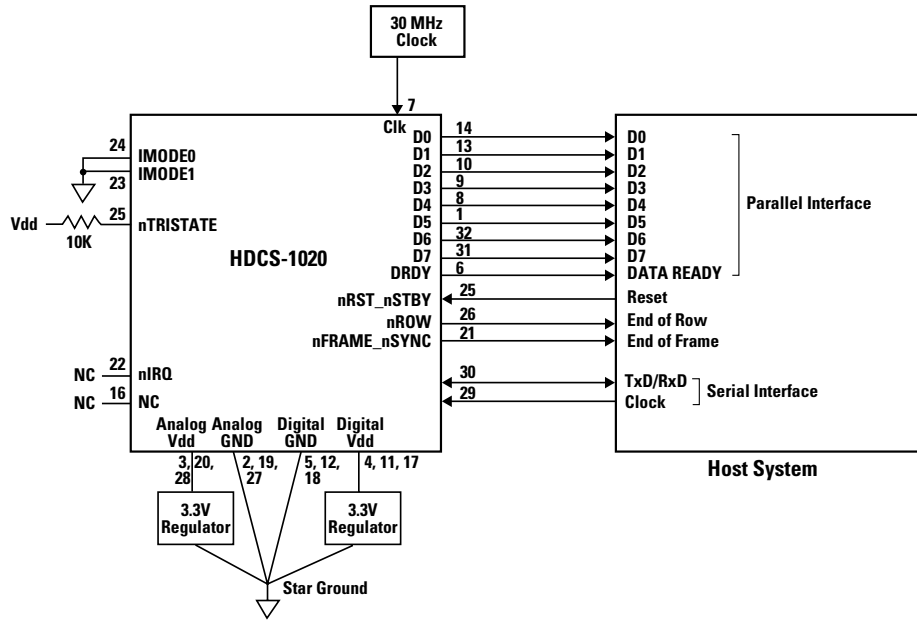 30 MHz
Clock
7
Clk
24
IMODE0
IMODE1
23
Vdd
10K
25
nTRISTATE
HDCS-1020
D0 14 D0
D1 13 D1
D2 10 D2
D3 9 D3
D4 8 D4
D5 1 D5
D6 32 D6
D7 31 D7
DRDY 6 DATA READY
Parallel Interface
nRST_nSTBY 25 Reset
nROW 26 End of Row
nFRAME_nSYNC 21 End of Frame
NC 22 nIRQ
NC 16 NC
30 TxD/RxD
29 Clock
Serial Interface
Host System
Analog
Vdd
Analog
GND
Digital
GND
Digital
Vdd
3, 20,
28
2, 19,
27
5, 12,
18
4, 11, 17
3.3V
Regulator
3.3V
Regulator
Star Ground